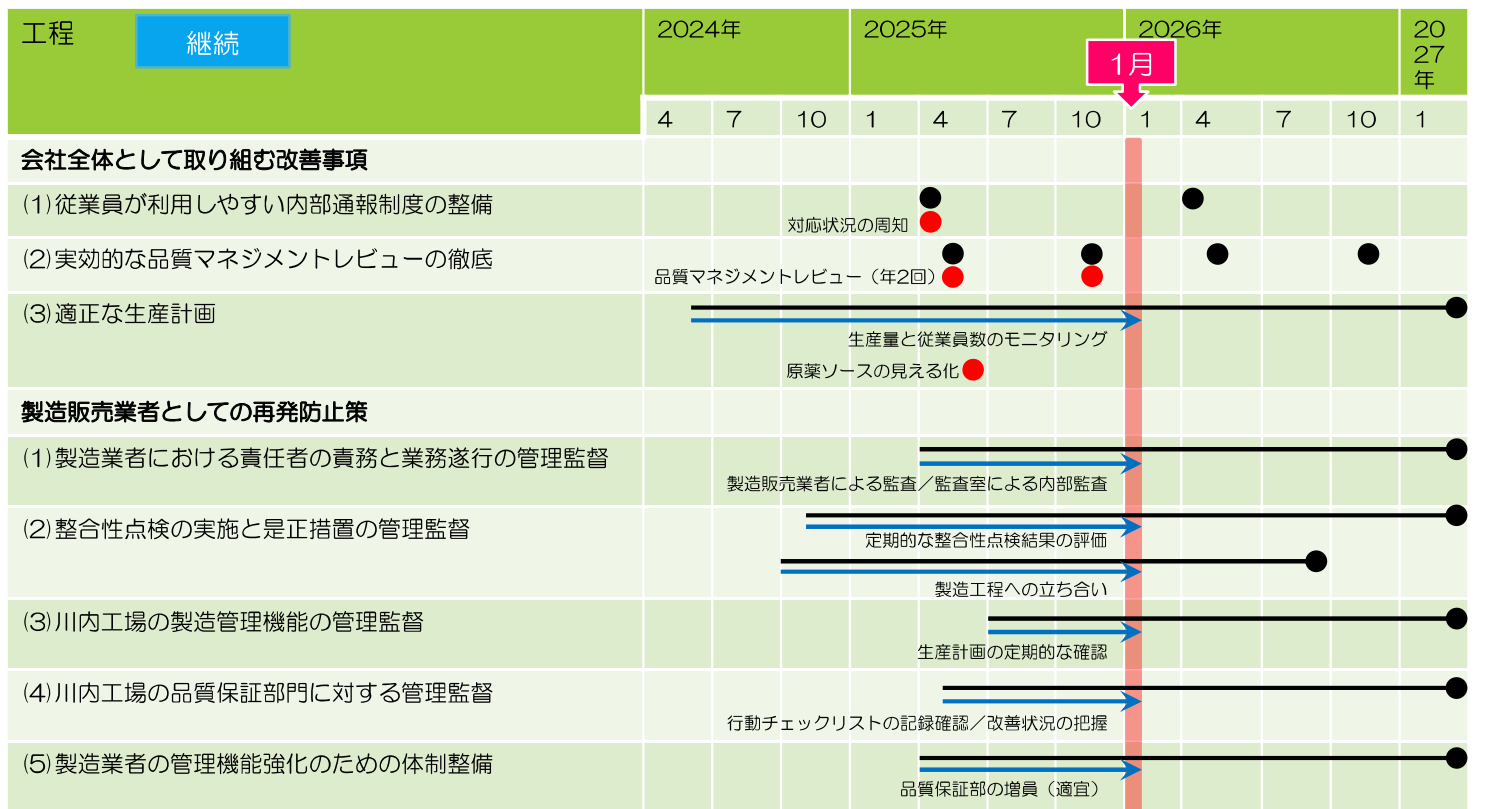 工程
継続
2024年
2025年
2026年
20
27
年
1月
4 7 10 1 4 7 10 1 4 7 10 1
会社全体として取り組む改善事項
(1)従業員が利用しやすい内部通報制度の整備
対応状況の周知
(2)実効的な品質マネジメントレビューの徹底
品質マネジメントレビュー（年2回）
(3)適正な生産計画
生産量と従業員数のモニタリング
原薬ソースの見える化
製造販売業者としての再発防止策
(1)製造業者における責任者の責務と業務遂行の管理監督
製造販売業者による監査／監査室による内部監査
(2)整合性点検の実施と是正措置の管理監督
定期的な整合性点検結果の評価
製造工程への立ち合い
(3)川内工場の製造管理機能の管理監督
生産計画の定期的な確認
(4)川内工場の品質保証部門に対する管理監督
行動チェックリストの記録確認／改善状況の把握
(5)製造業者の管理機能強化のための体制整備
品質保証部の増員（適宜）